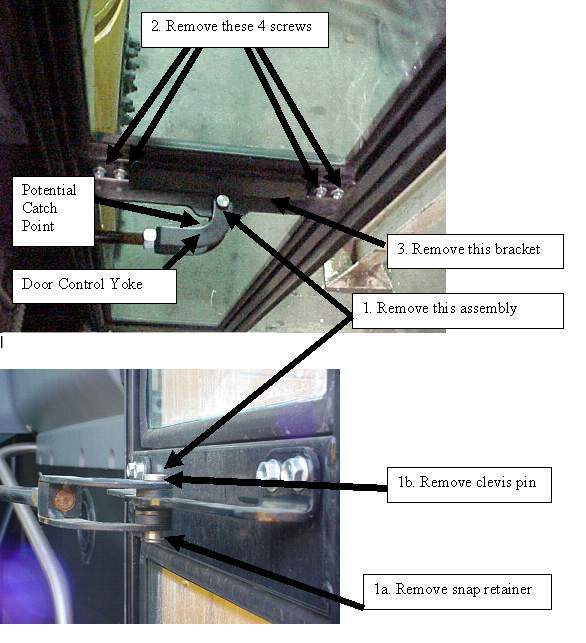 2. Remove these 4 screws
Potential
Catch
Point
3. Remove this bracket
Door Control Yoke
1. Remove this assembly
1b. Remove clevis pin
1a. Remove snap retainer